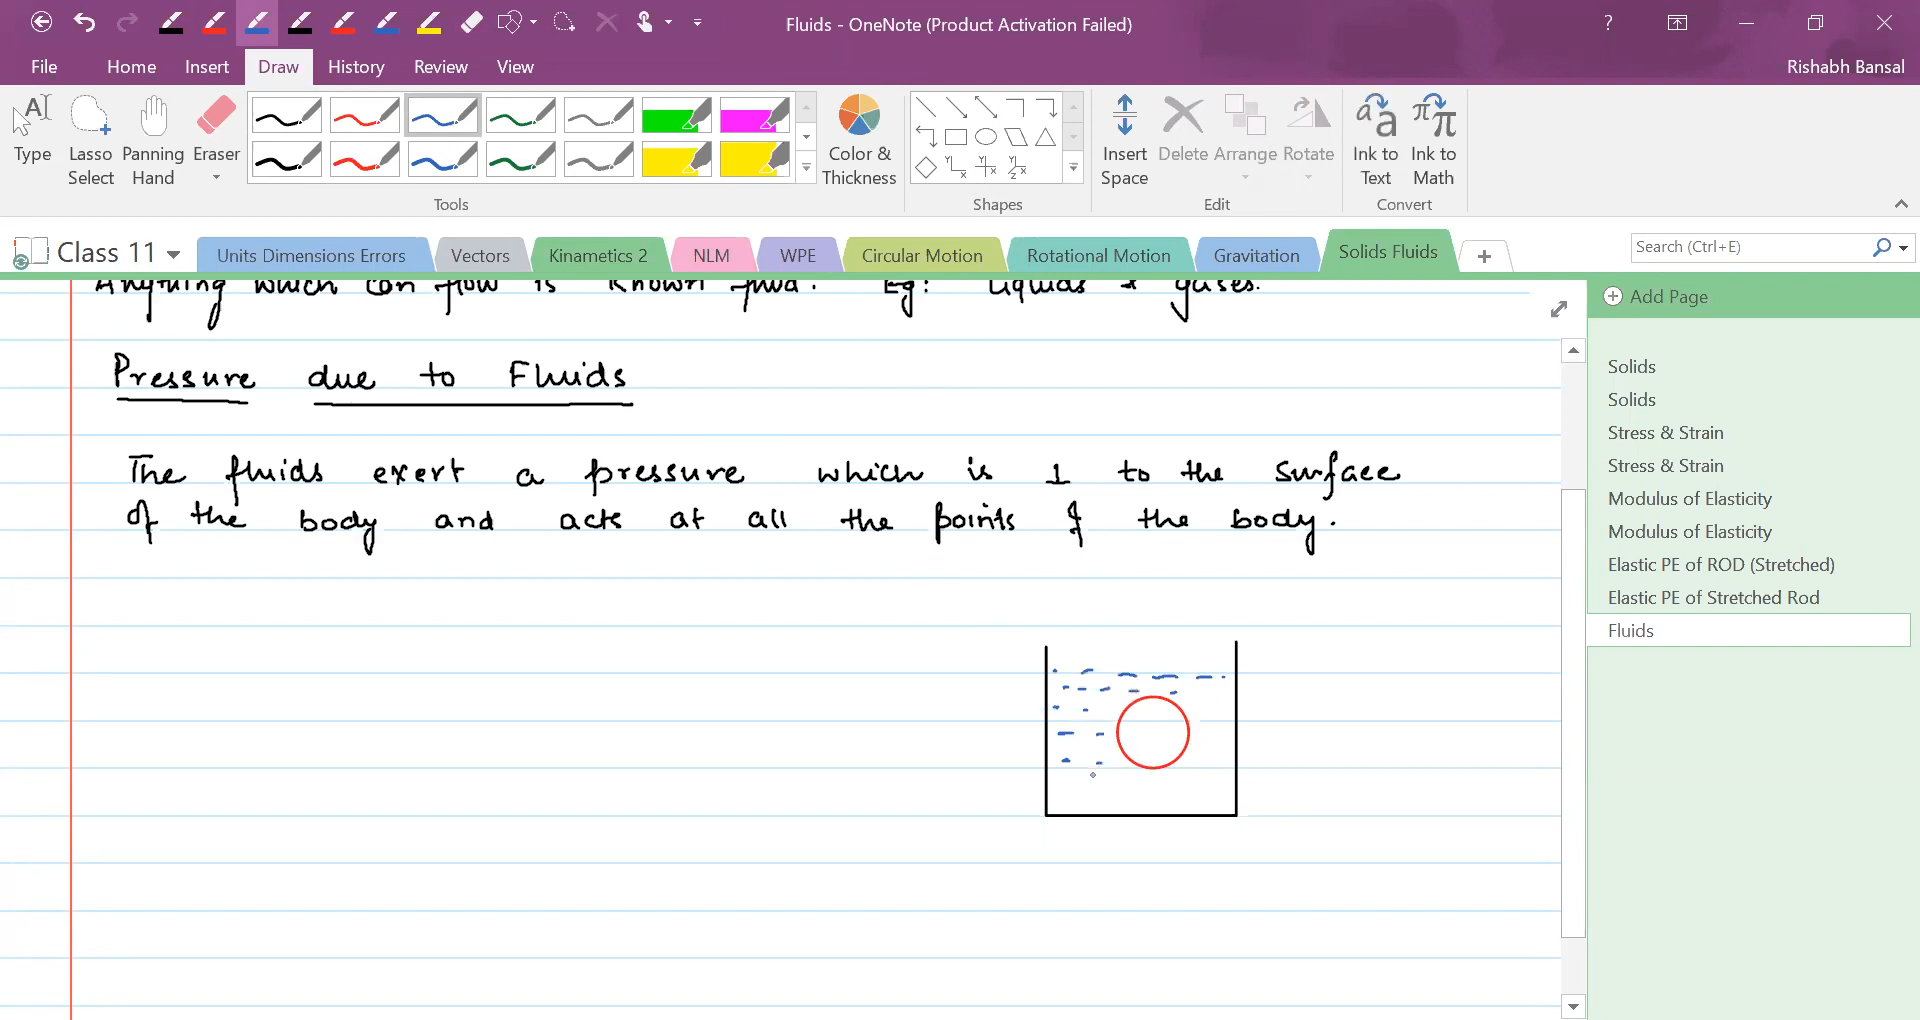 Fluids - OneNote (Product Activation Failed)
?
File Home Insert Draw History Review View
Rishabh Bansal
Type
Lasso Select
Panning Hand
Eraser
Color & Thickness
Insert Space
Delete
Arrange
Rotate
Ink to Text
Ink to Math
Tools
Shapes
Edit
Convert
Class 11
Units Dimensions Errors
Vectors
Kinametics 2
NLM
WPE
Circular Motion
Rotational Motion
Gravitation
Solids Fluids
Search (Ctrl+E)
Add Page
Solids
Solids
Stress & Strain
Stress & Strain
Modulus of Elasticity
Modulus of Elasticity
Elastic PE of ROD (Stretched)
Elastic PE of Stretched Rod
Fluids
Anything which can flow is known fluid. Eg: liquids & gases.
Pressure due to Fluids
The fluids exert a pressure which is ⊥ to the surface
of the body and acts at all the points of the body.